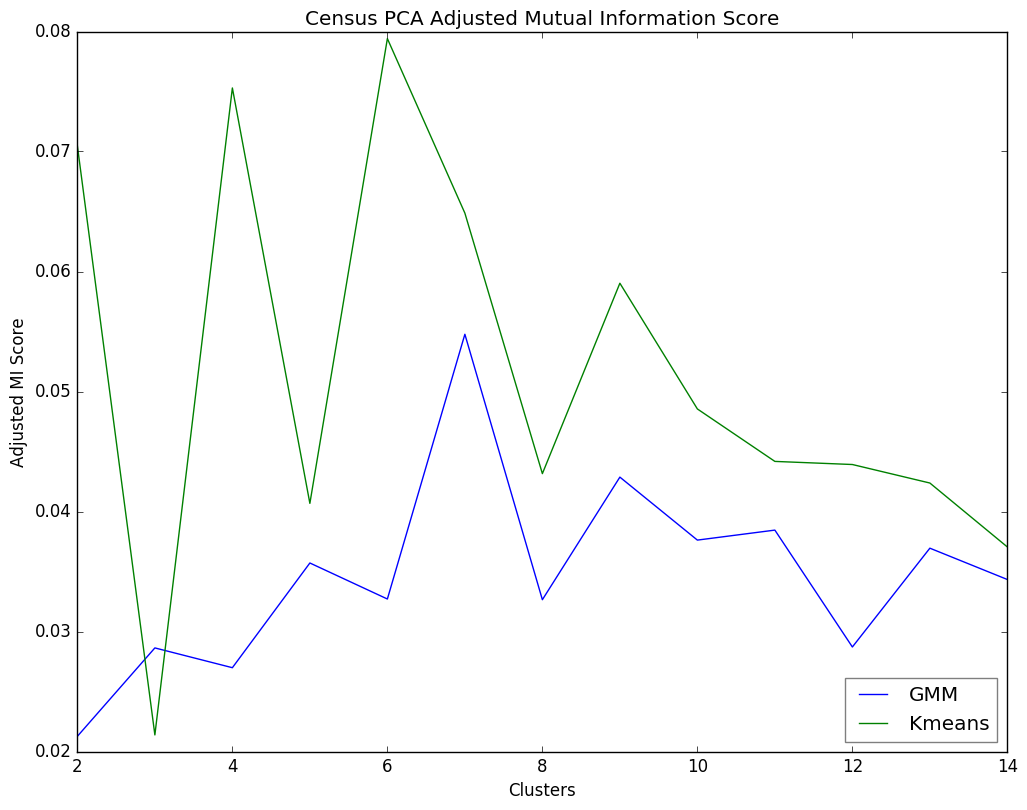 Census PCA Adjusted Mutual Information Score
0.08
0.07
0.06
0.05
0.04
0.03
0.02
Adjusted MI Score
2 4 6 8 10 12 14
Clusters
GMM
Kmeans